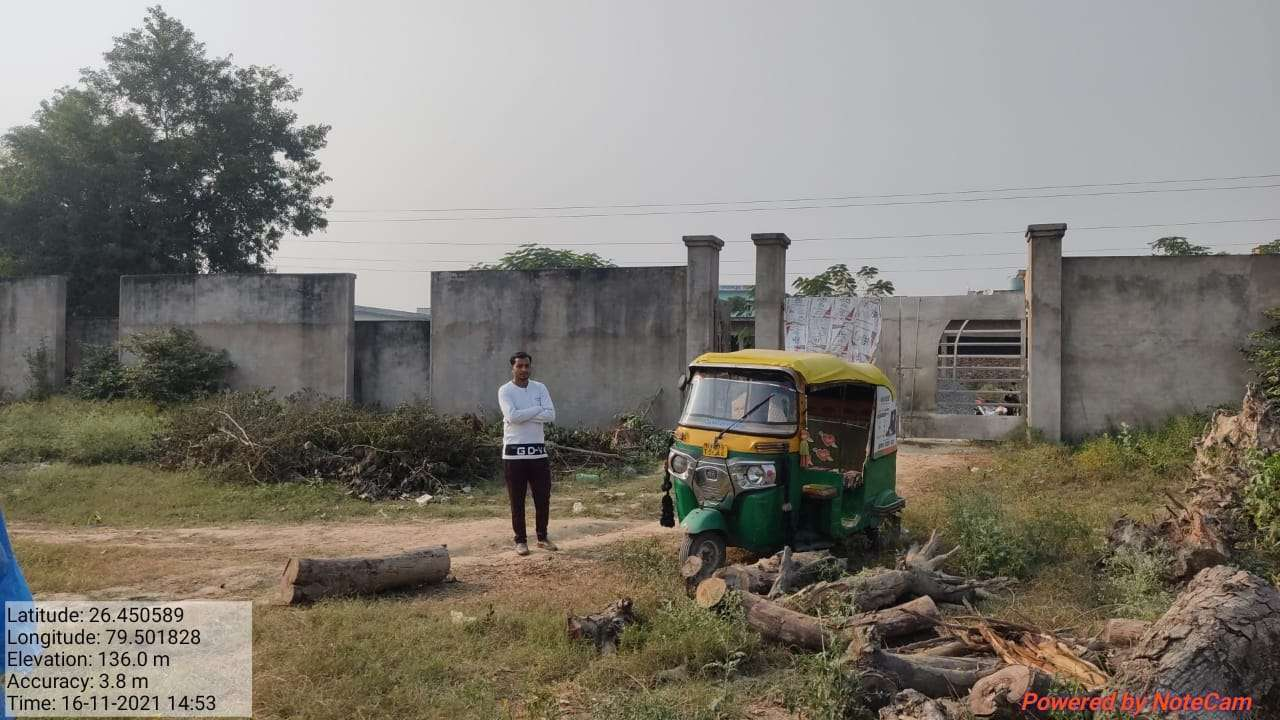 GD-V
Latitude: 26.450589
Longitude: 79.501828
Elevation: 136.0 m
Accuracy: 3.8 m
Time: 16-11-2021 14:53
Powered by NoteCam